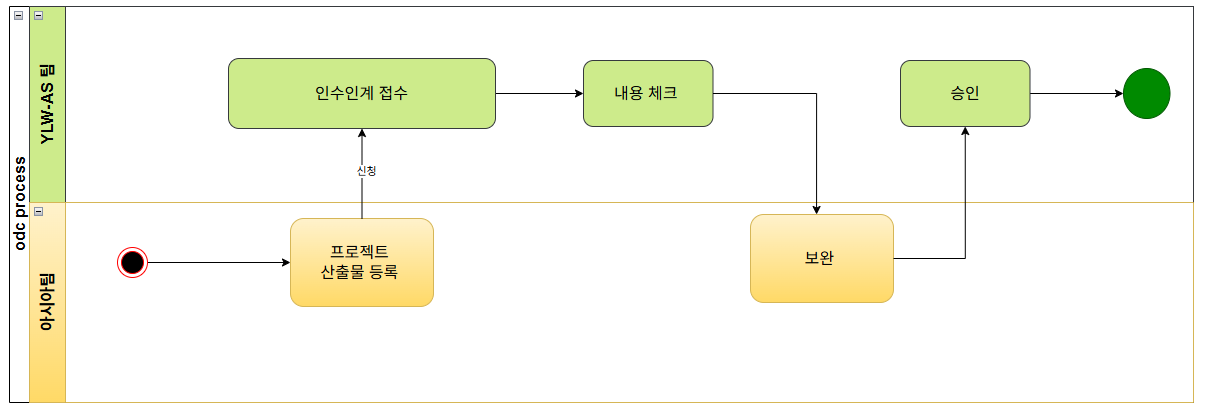 odc process
YLW-AS 팀
인수인계 접수
내용 체크
승인
신청
아시아팀
프로젝트
산출물 등록
보완